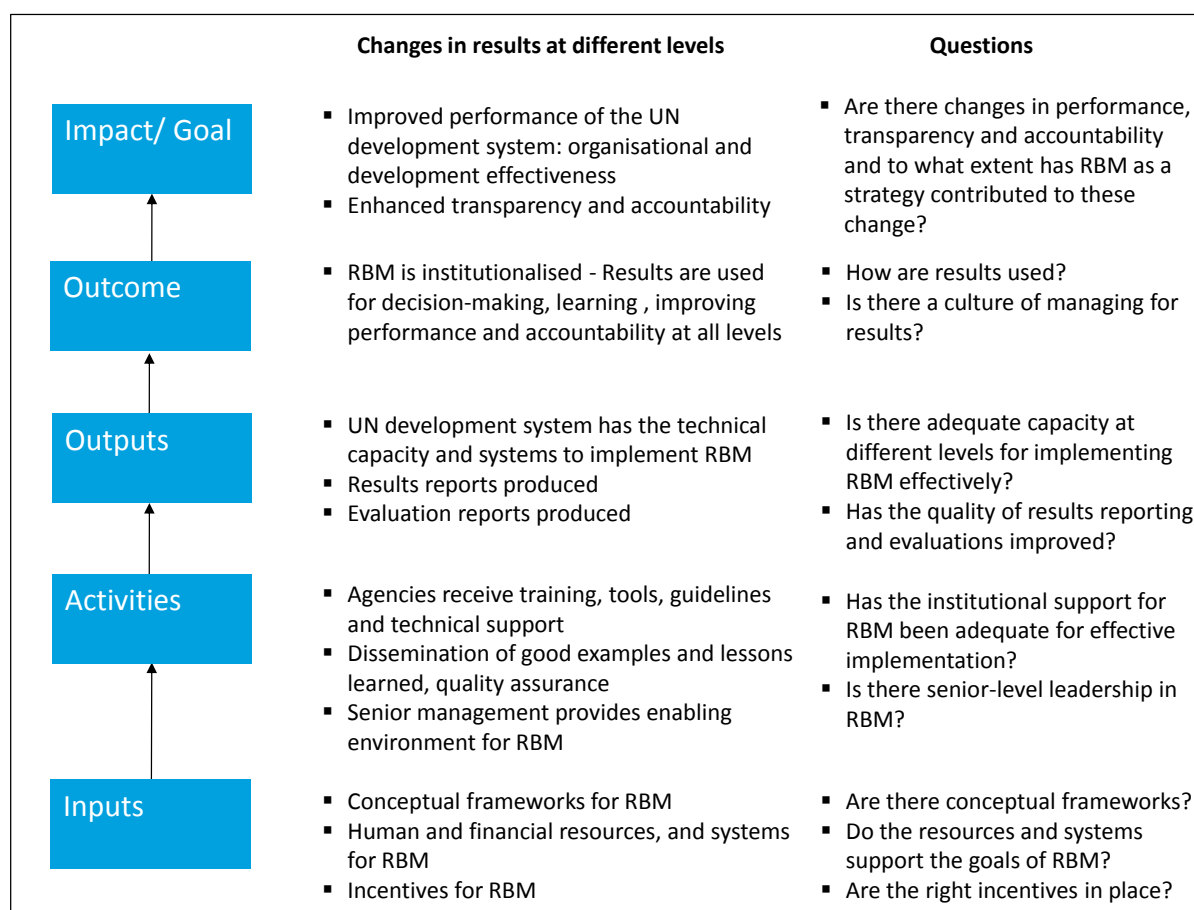 Changes in results at different levels
Questions
Impact/ Goal
▪ Improved performance of the UN
development system: organisational and
development effectiveness
▪ Enhanced transparency and accountability
▪ Are there changes in performance,
transparency and accountability
and to what extent has RBM as a
strategy contributed to these
change?
Outcome
▪ RBM is institutionalised - Results are used
for decision-making, learning , improving
performance and accountability at all levels
▪ How are results used?
▪ Is there a culture of managing for
results?
Outputs
▪ UN development system has the technical
capacity and systems to implement RBM
▪ Results reports produced
▪ Evaluation reports produced
▪ Is there adequate capacity at
different levels for implementing
RBM effectively?
▪ Has the quality of results reporting
and evaluations improved?
Activities
▪ Agencies receive training, tools, guidelines
and technical support
▪ Dissemination of good examples and lessons
learned, quality assurance
▪ Senior management provides enabling
environment for RBM
▪ Has the institutional support for
RBM been adequate for effective
implementation?
▪ Is there senior-level leadership in
RBM?
Inputs
▪ Conceptual frameworks for RBM
▪ Human and financial resources, and systems
for RBM
▪ Incentives for RBM
▪ Are there conceptual frameworks?
▪ Do the resources and systems
support the goals of RBM?
▪ Are the right incentives in place?